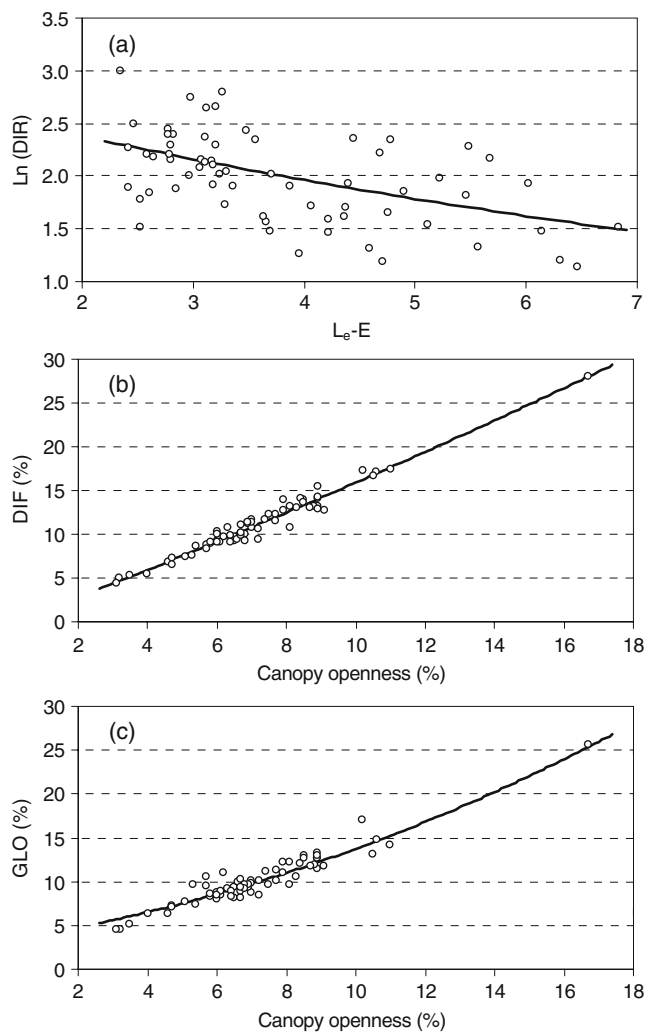 (a)
3.5
3.0
2.5
2.0
1.5
1.0
Ln (DIR)
2 3 4 5 6 7
Le-E
(b)
30
25
20
15
10
5
0
DIF (%)
2 4 6 8 10 12 14 16 18
Canopy openness (%)
(c)
30
25
20
15
10
5
0
GLO (%)
2 4 6 8 10 12 14 16 18
Canopy openness (%)